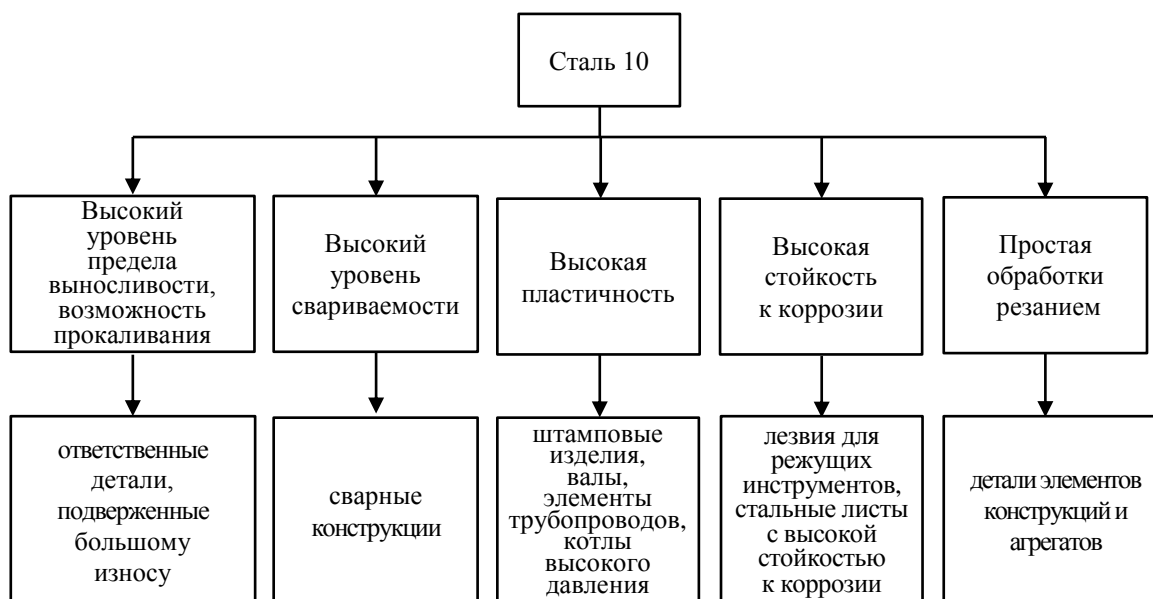 Сталь 10
Высокий
уровень
предела
выносливости,
возможность
прокаливания
Высокий
уровень
свариваемости
Высокая
пластичность
Высокая
стойкость
к коррозии
Простая
обработки
резанием
ответственные
детали,
подверженные
большому
износу
сварные
конструкции
штамповые
изделия,
валы,
элементы
трубопроводов,
котлы
высокого
давления
лезвия для
режущих
инструментов,
стальные листы
с высокой
стойкостью
к коррозии
детали элементов
конструкций и
агрегатов